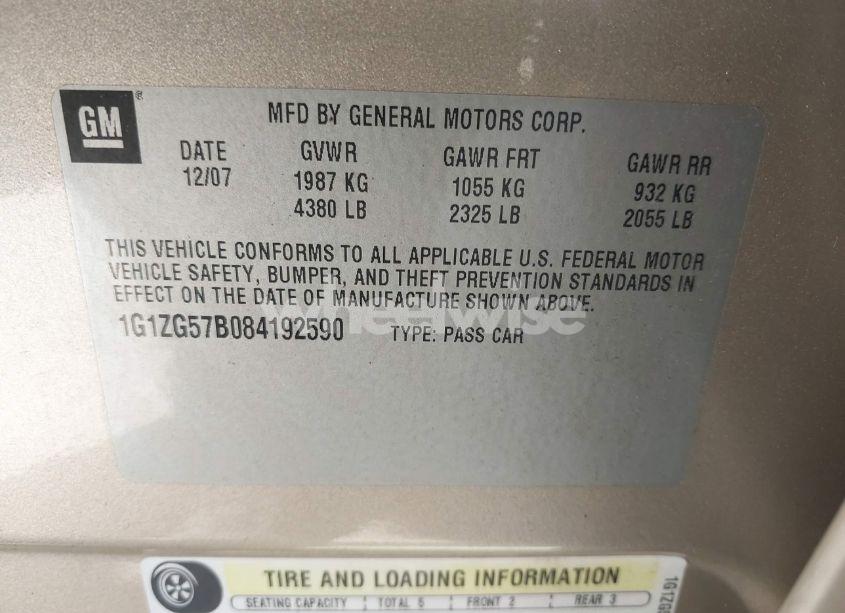 GM
MFD BY GENERAL MOTORS CORP.
DATE GVWR GAWR FRT GAWR RR
12/07 1987 KG 1055 KG 932 KG
4380 LB 2325 LB 2055 LB
THIS VEHICLE CONFORMS TO ALL APPLICABLE U.S. FEDERAL MOTOR
VEHICLE SAFETY, BUMPER, AND THEFT PREVENTION STANDARDS IN
EFFECT ON THE DATE OF MANUFACTURE SHOWN ABOVE.
1G1ZG57B084192590 TYPE: PASS CAR
wheelwise
TIRE AND LOADING INFORMATION
SEATING CAPACITY TOTAL 5 FRONT 2 REAR 3